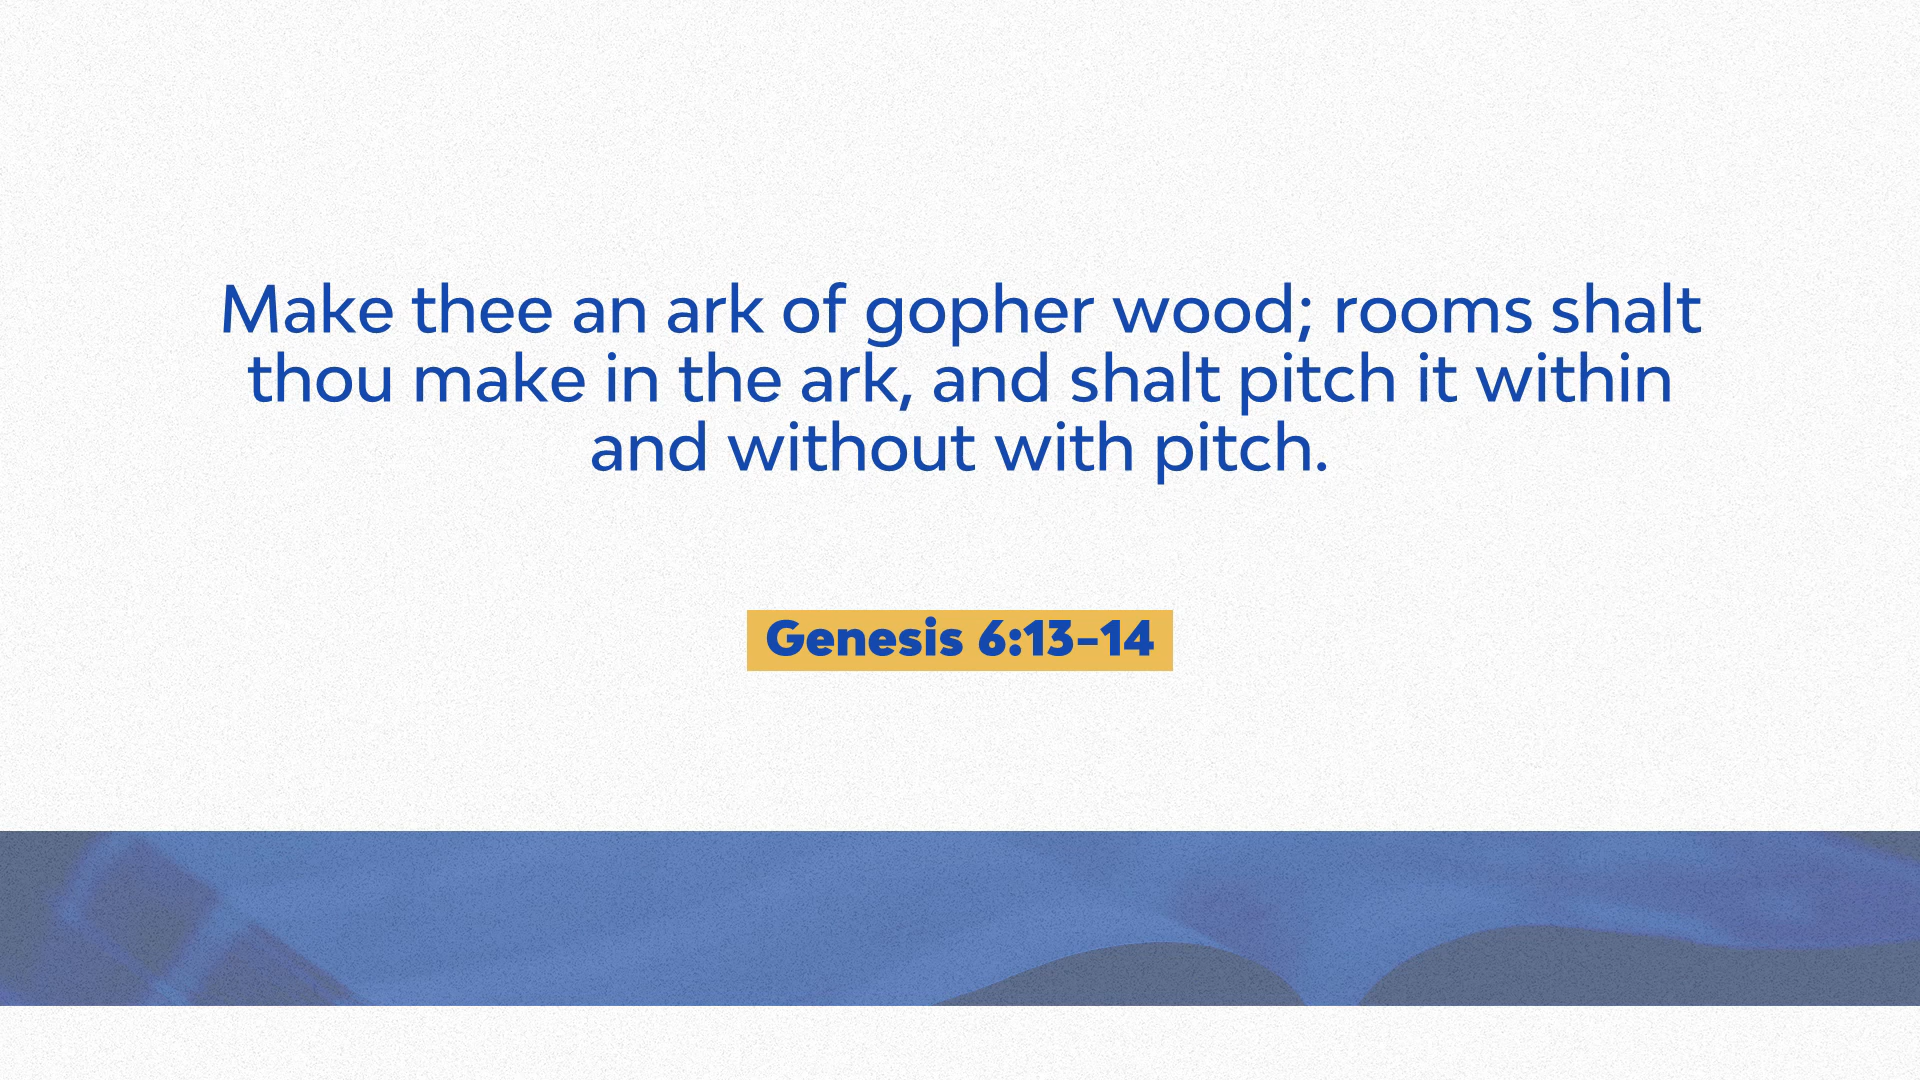 Make thee an ark of gopher wood; rooms shalt
thou make in the ark, and shalt pitch it within
and without with pitch.
Genesis 6:13–14